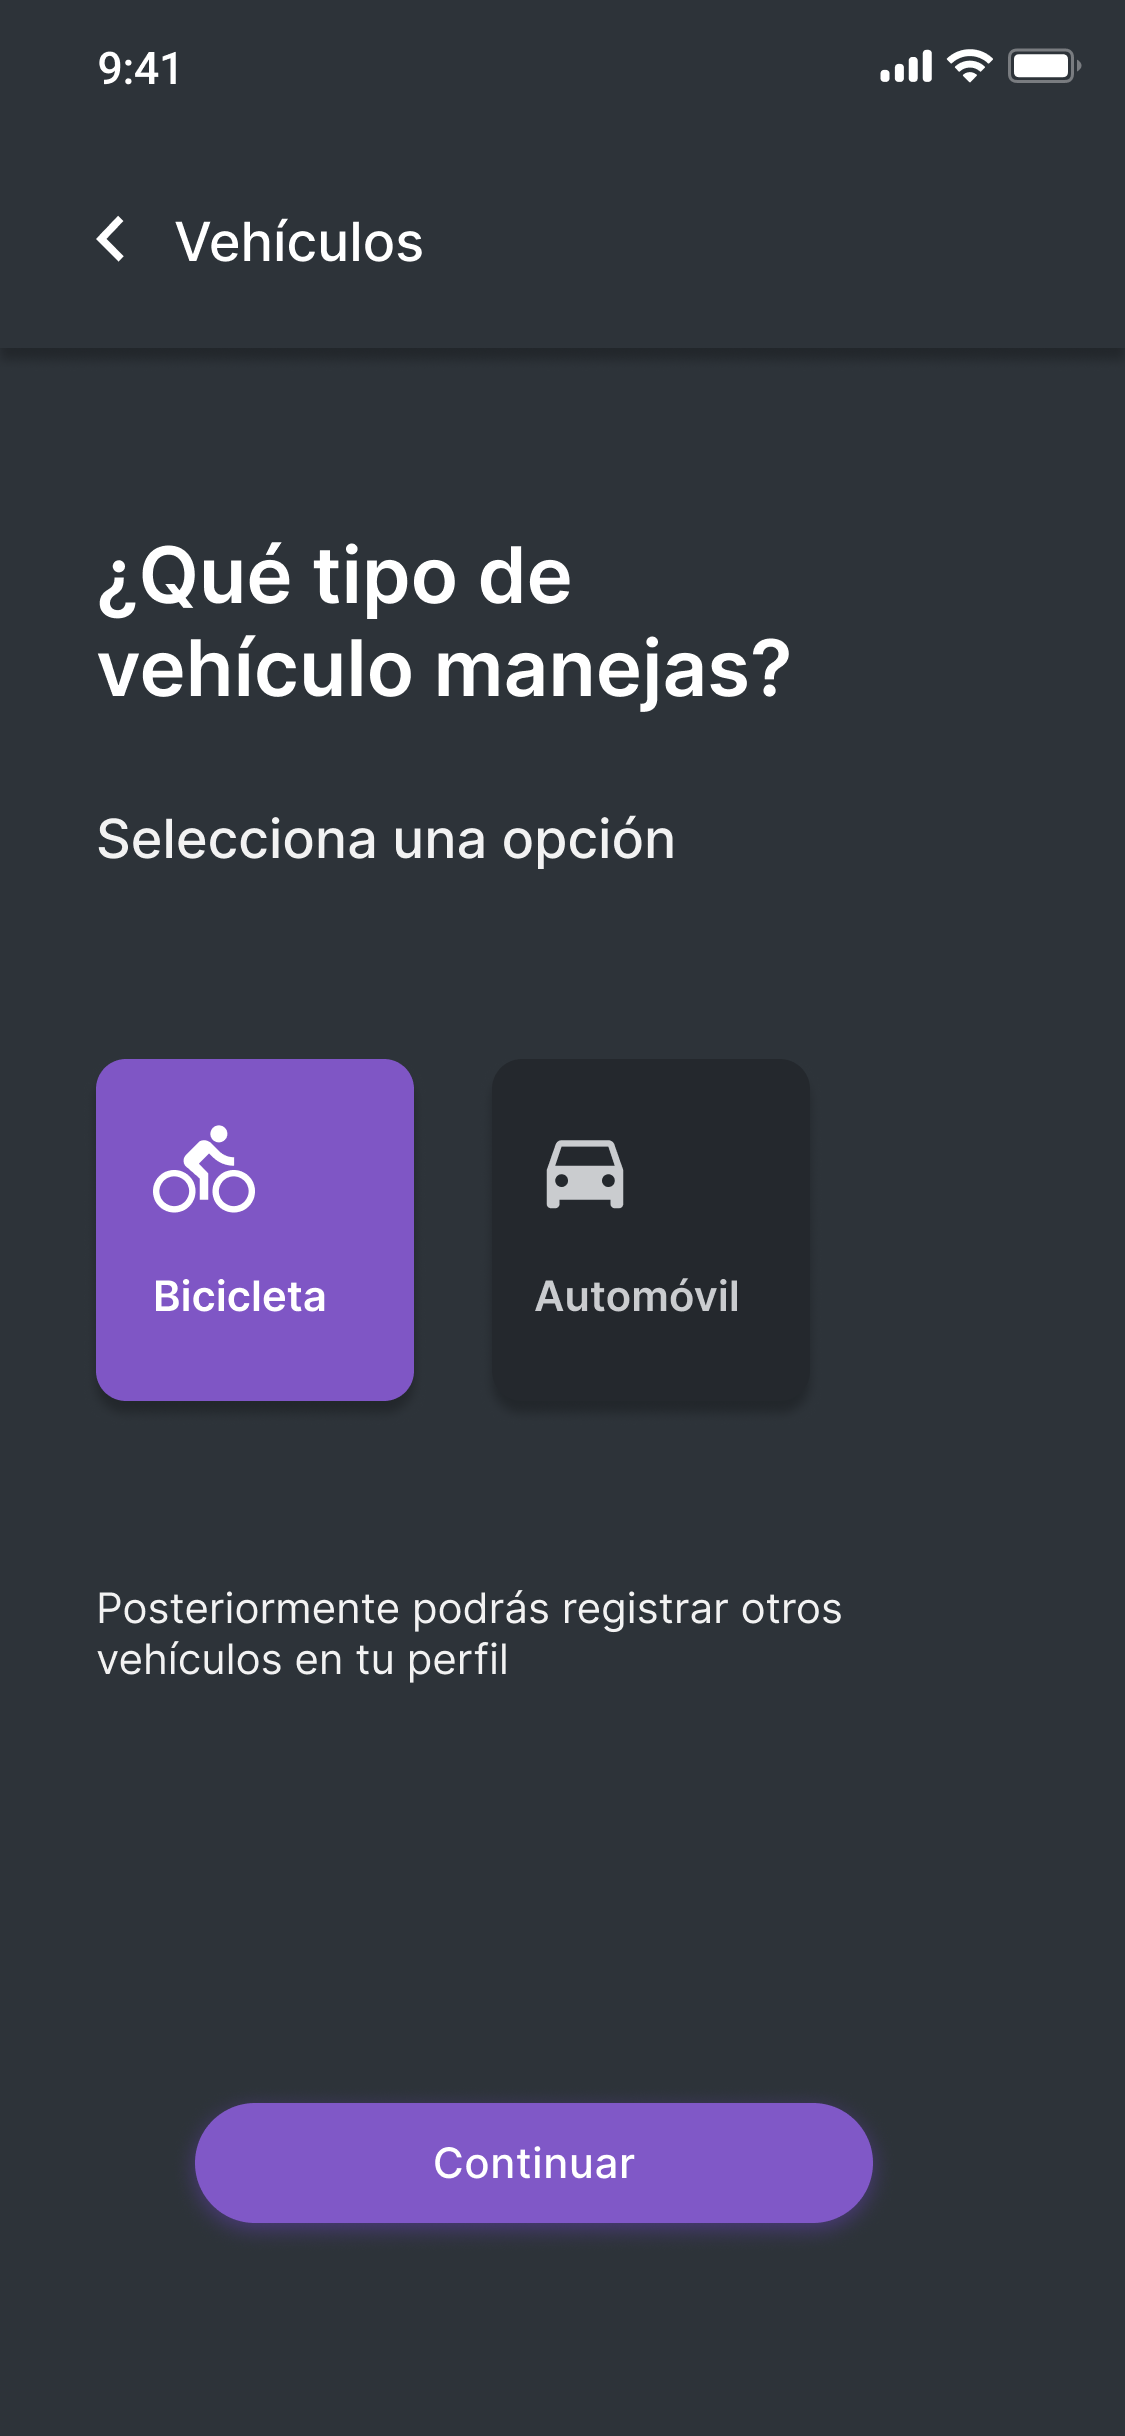 9:41
Vehículos
¿Qué tipo de
vehículo manejas?
Selecciona una opción
Bicicleta
Automóvil
Posteriormente podrás registrar otros
vehículos en tu perfil
Continuar